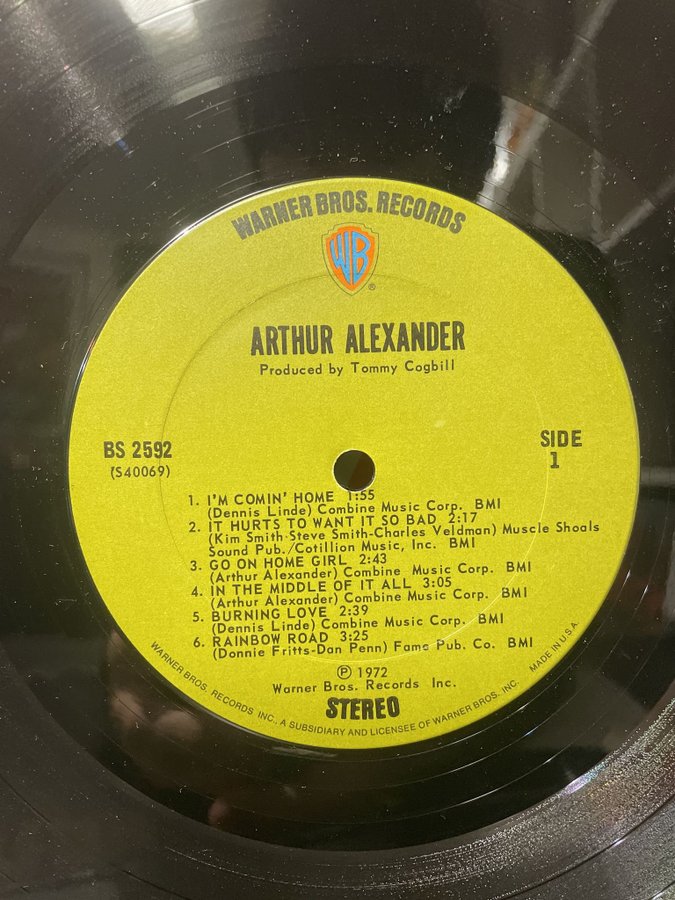 WARNER BROS. RECORDS
WB
®
ARTHUR ALEXANDER
Produced by Tommy Cogbill
BS 2592
(S40069)
SIDE
1
1. I'M COMIN' HOME 1:55
(Dennis Linde) Combine Music Corp. BMI
2. IT HURTS TO WANT IT SO BAD 2:17
(Kim Smith-Steve Smith-Charles Veldman) Muscle Shoals
Sound Pub./Cotillion Music, Inc. BMI
3. GO ON HOME GIRL 2:43
(Arthur Alexander) Combine Music Corp. BMI
4. IN THE MIDDLE OF IT ALL 3:05
(Arthur Alexander) Combine Music Corp. BMI
5. BURNING LOVE 2:39
(Dennis Linde) Combine Music Corp. BMI
6. RAINBOW ROAD 3:25
(Donnie Fritts-Dan Penn) Fame Pub. Co. BMI
℗ 1972
Warner Bros. Records Inc.
STEREO
WARNER BROS. RECORDS INC., A SUBSIDIARY AND LICENSEE OF WARNER BROS. INC. MADE IN U.S.A.